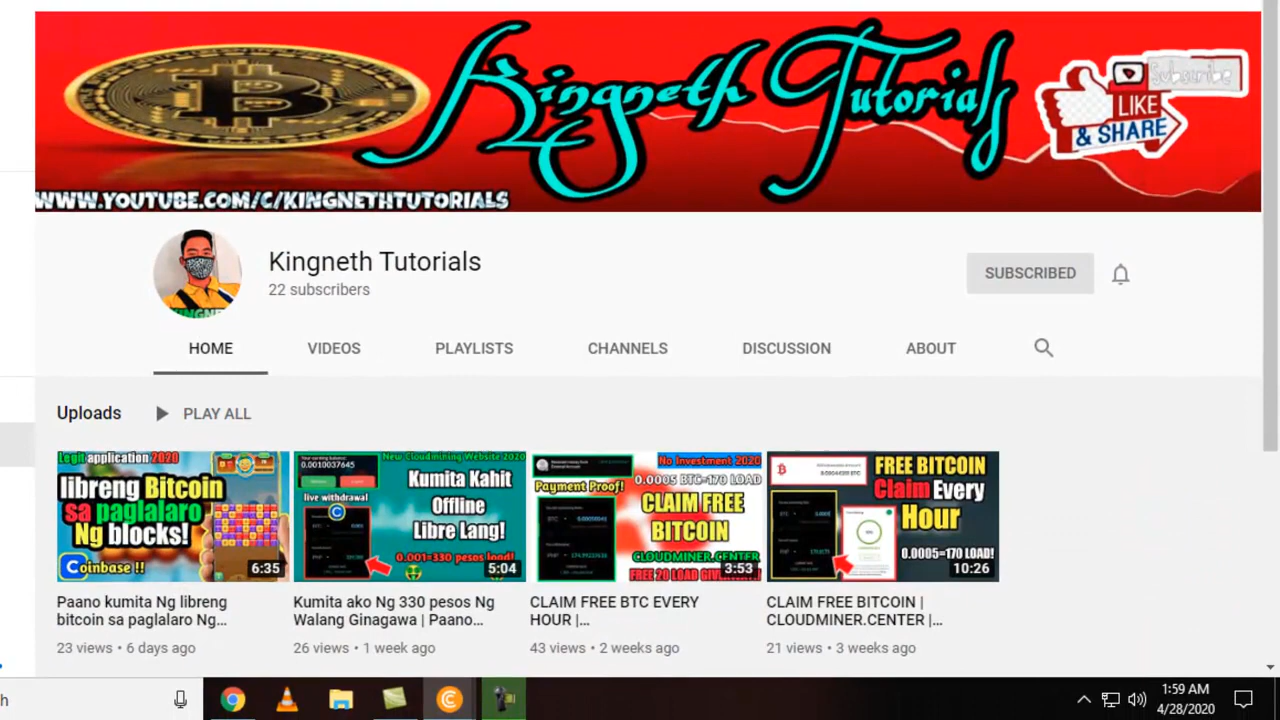 Kingneth Tutorials
Subscribe
LIKE
& SHARE
WWW.YOUTUBE.COM/C/KINGNETHTUTORIALS
Kingneth Tutorials
22 subscribers
SUBSCRIBED
HOME
VIDEOS
PLAYLISTS
CHANNELS
DISCUSSION
ABOUT
Uploads
PLAY ALL
Legit application 2020
libreng Bitcoin
sa paglalaro
Ng blocks!
Coinbase !!
6:35
Paano kumita Ng libreng
bitcoin sa paglalaro Ng...
23 views • 6 days ago
New Cloudmining Website 2020
0.0010037645
live withdrawal
Kumita Kahit
Offline
Libre Lang!
0.001=330 pesos load!
5:04
Kumita ako Ng 330 pesos Ng
Walang Ginagawa | Paano...
26 views • 1 week ago
No Investment 2020
0.0005 BTC=170 LOAD
Payment Proof!
CLAIM FREE
BITCOIN
CLOUDMINER.CENTER
FREE 20 LOAD GIVEAWAY!
3:53
CLAIM FREE BTC EVERY
HOUR |...
43 views • 2 weeks ago
FREE BITCOIN
Claim Every
Hour
0.0005=170 LOAD!
10:26
CLAIM FREE BITCOIN |
CLOUDMINER.CENTER |...
21 views • 3 weeks ago
h
1:59 AM
4/28/2020